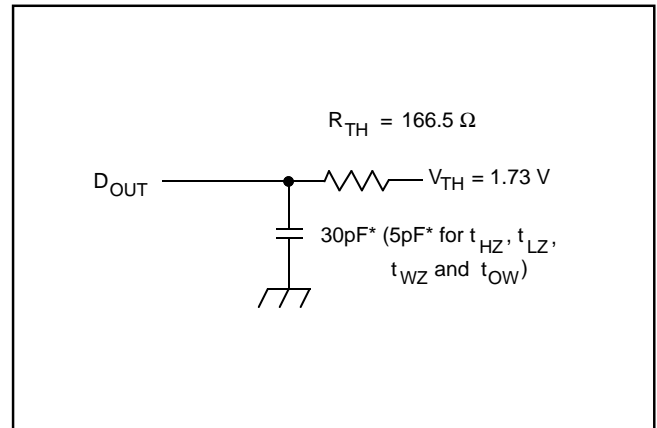 R_TH = 166.5 Ω
D_OUT
V_TH = 1.73 V
30pF* (5pF* for t_HZ, t_LZ,
t_WZ and t_OW)